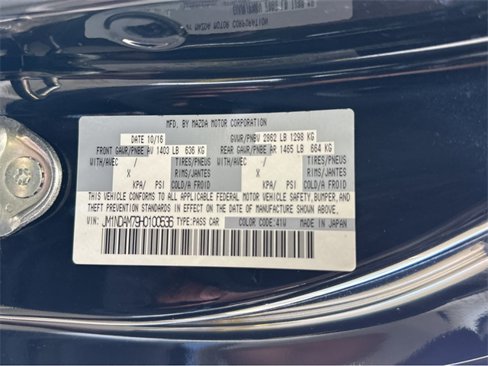 MFD. BY MAZDA MOTOR CORPORATION
DATE 10/16 GVWR/PNBV 2862 LB 1298 KG
FRONT GAWR/PNBE AV 1403 LB 636 KG REAR GAWR/PNBE AR 1465 LB 664 KG
WITH/AVEC / TIRES/PNEUS WITH/AVEC / TIRES/PNEUS
X RIMS/JANTES X RIMS/JANTES
KPA/ PSI COLD/A FROID KPA/ PSI COLD/A FROID
THIS VEHICLE CONFORMS TO ALL APPLICABLE FEDERAL MOTOR VEHICLE SAFETY, BUMPER, AND
THEFT PREVENTION STANDARDS IN EFFECT ON THE DATE OF MANUFACTURE SHOWN ABOVE.
VIN: JM1NDAM79H0100536 TYPE:PASS CAR COLOR CODE:41W MADE IN JAPAN